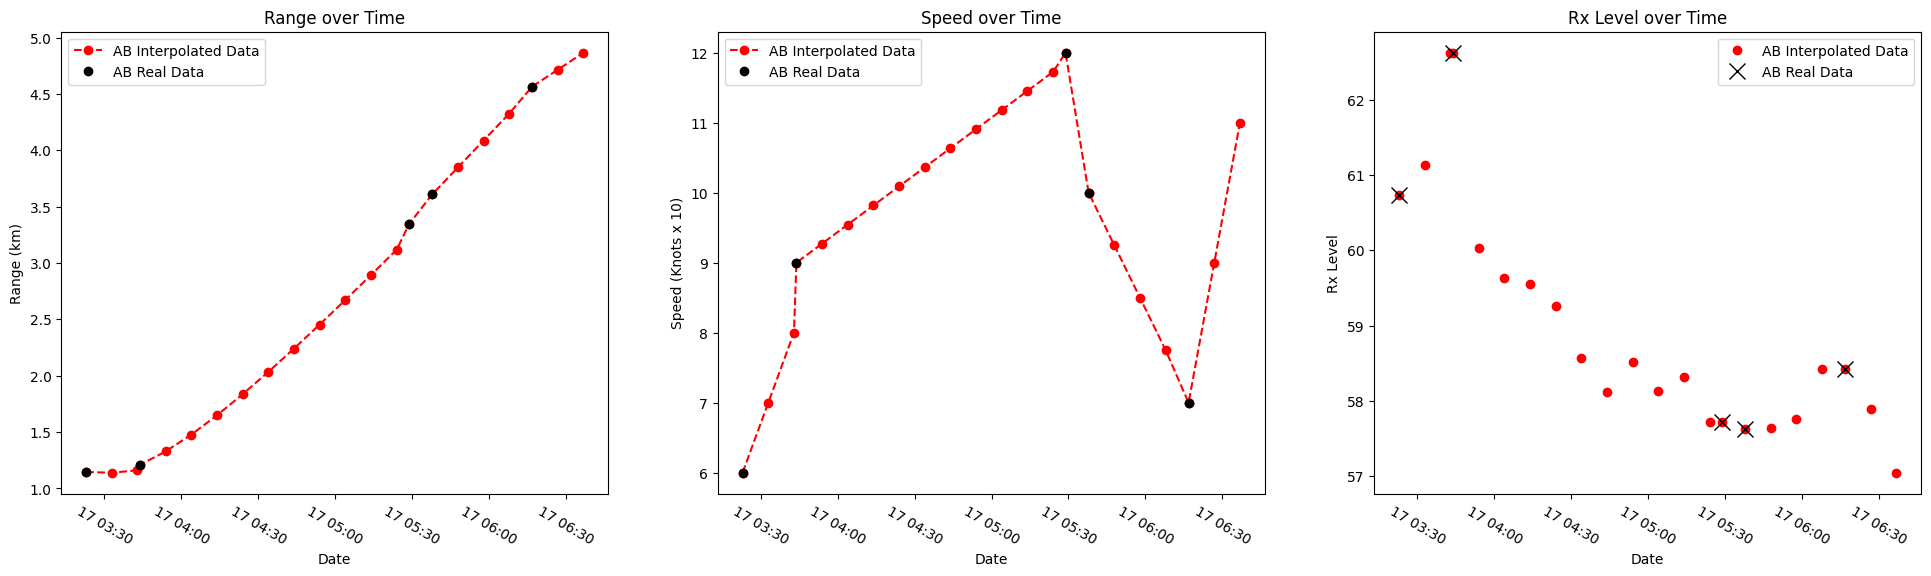 Range over Time
AB Interpolated Data
AB Real Data
5.0
4.5
4.0
3.5
3.0
2.5
2.0
1.5
1.0
Range (km)
17 03:30
17 04:00
17 04:30
17 05:00
17 05:30
17 06:00
17 06:30
Date
Speed over Time
AB Interpolated Data
AB Real Data
12
11
10
9
8
7
6
Speed (Knots x 10)
17 03:30
17 04:00
17 04:30
17 05:00
17 05:30
17 06:00
17 06:30
Date
Rx Level over Time
AB Interpolated Data
AB Real Data
62
61
60
59
58
57
Rx Level
17 03:30
17 04:00
17 04:30
17 05:00
17 05:30
17 06:00
17 06:30
Date